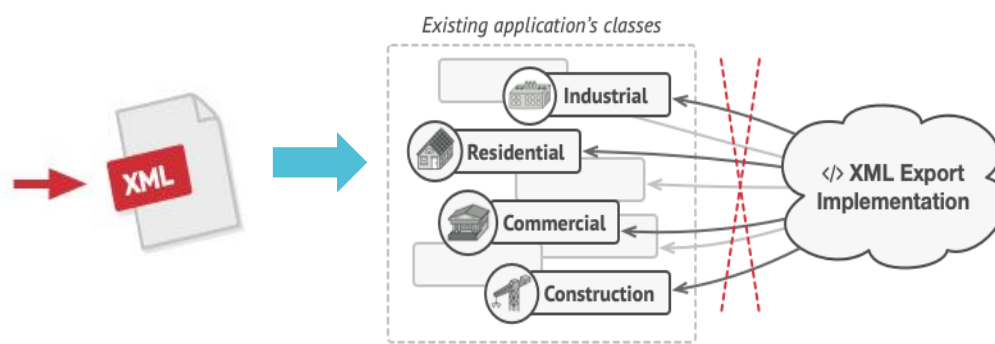 Existing application's classes
XML
Industrial
Residential
Commercial
Construction
</> XML Export
Implementation